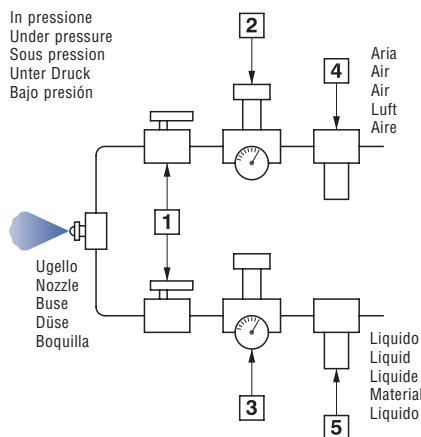 In pressione
Under pressure
Sous pression
Unter Druck
Bajo presión
2
4
Aria
Air
Air
Luft
Aire
1
Ugello
Nozzle
Buse
Düse
Boquilla
3
5
Liquido
Liquid
Liquide
Material
Liquido